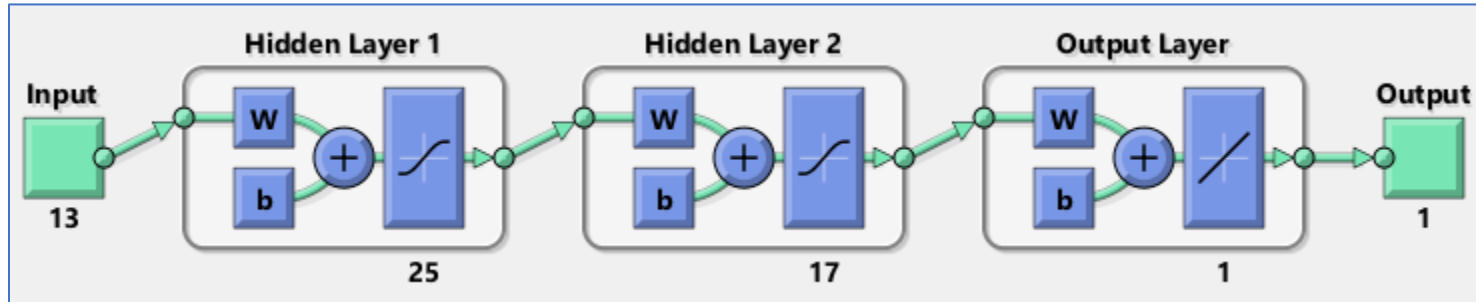 Hidden Layer 1
Hidden Layer 2
Output Layer
Input
Output
W
W
W
+
+
+
b
b
b
13
1
25
17
1